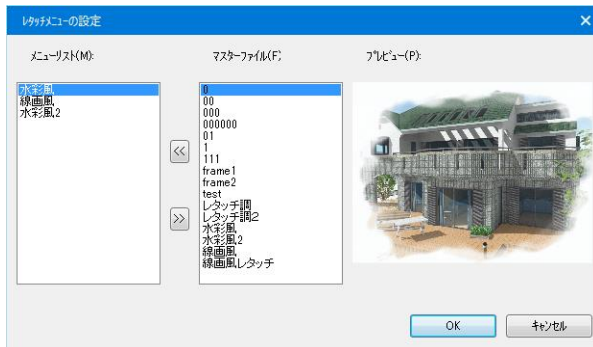 ﾚﾀｯﾁﾒﾆｭｰの設定
ﾒﾆｭｰﾘｽﾄ(M):
ﾏｽﾀｰﾌｧｲﾙ(F):
ﾌﾟﾚﾋﾞｭｰ(P):
水彩風
線画風
水彩風2
0
00
000
000000
01
1
111
frame1
frame2
test
レタッチ調
レタッチ調2
水彩風
水彩風2
線画風
線画風レタッチ
<<
>>
OK
ｷｬﾝｾﾙ